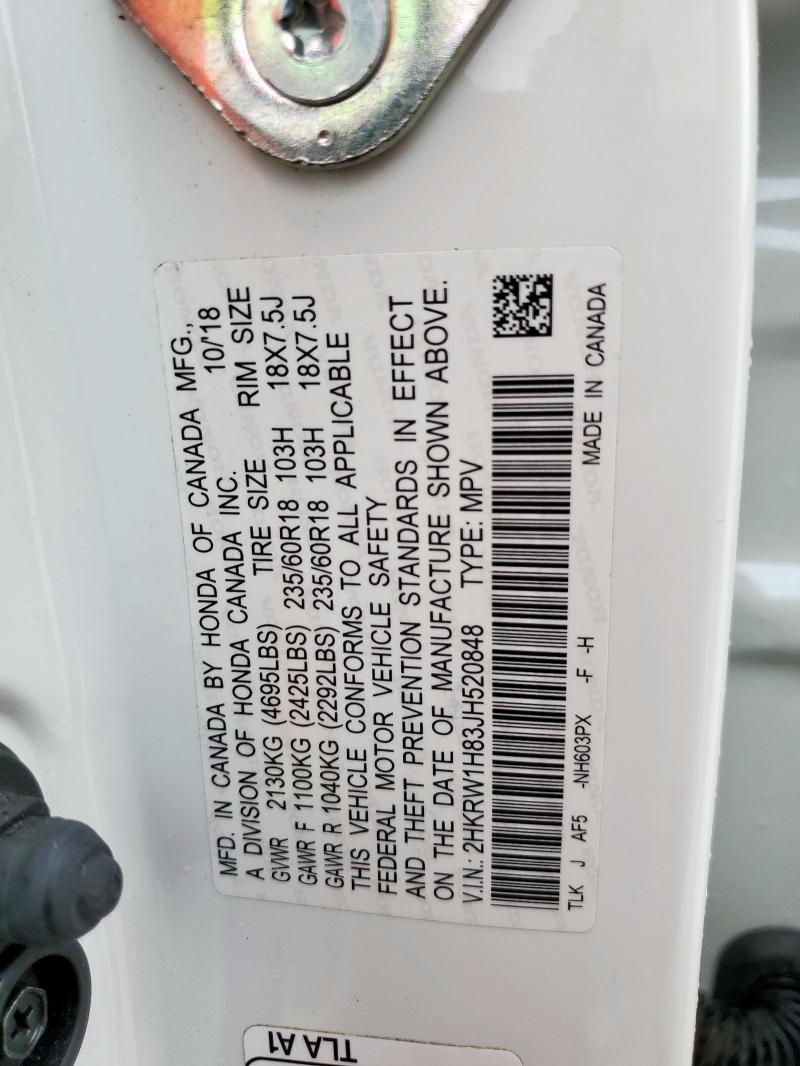 MFD. IN CANADA BY HONDA OF CANADA MFG.,
A DIVISION OF HONDA CANADA INC. 10/'18
GVWR 2130KG (4695LBS) TIRE SIZE RIM SIZE
GAWR F 1100KG (2425LBS) 235/60R18 103H 18X7.5J
GAWR R 1040KG (2292LBS) 235/60R18 103H 18X7.5J
THIS VEHICLE CONFORMS TO ALL APPLICABLE
FEDERAL MOTOR VEHICLE SAFETY
AND THEFT PREVENTION STANDARDS IN EFFECT
ON THE DATE OF MANUFACTURE SHOWN ABOVE.
V.I.N.: 2HKRW1H83JH520848 TYPE: MPV
TLK J AF5 -NH603PX -F -H MADE IN CANADA
TLA A1